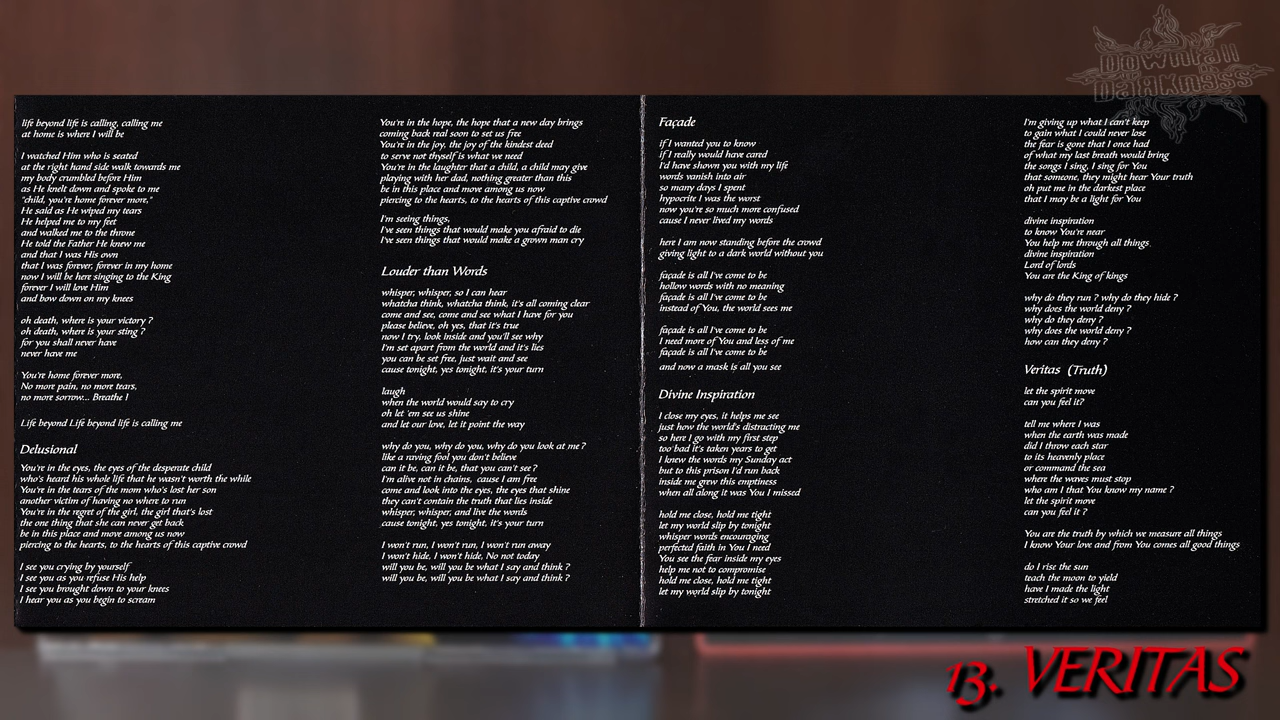 Downfall
Darkness
life beyond life is calling, calling me
at home is where I will be
I watched Him who is seated
at the right hand side walk towards me
my body crumbled before Him
as He knelt down and spoke to me
"child, you're home forever more,"
He said as He wiped my tears
He helped me to my feet
and walked me to the throne
He told the Father He knew me
and that I was His own
that I was forever, forever in my home
now I will be here singing to the King
forever I will love Him
and bow down on my knees
oh death, where is your victory ?
oh death, where is your sting ?
for you shall never have
never have me
You're home forever more,
No more pain, no more tears,
no more sorrow... Breathe !
Life beyond Life beyond life is calling me
Delusional
You're in the eyes, the eyes of the desperate child
who's heard his whole life that he wasn't worth the while
You're in the tears of the mom who's lost her son
another victim of having no where to run
You're in the regret of the girl, the girl that's lost
the one thing that she can never get back
be in this place and move among us now
piercing to the hearts, to the hearts of this captive crowd
I see you crying by yourself
I see you as you refuse His help
I see you brought down to your knees
I hear you as you begin to scream
You're in the hope, the hope that a new day brings
coming back real soon to set us free
You're in the joy, the joy of the kindest deed
to serve not thyself is what we need
You're in the laughter that a child, a child may give
playing with her dad, nothing greater than this
be in this place and move among us now
piercing to the hearts, to the hearts of this captive crowd
I'm seeing things,
I've seen things that would make you afraid to die
I've seen things that would make a grown man cry
Louder than Words
whisper, whisper, so I can hear
whatcha think, whatcha think, it's all coming clear
come and see, come and see what I have for you
please believe, oh yes, that it's true
now I try, look inside and you'll see why
I'm set apart from the world and it's lies
you can be set free, just wait and see
cause tonight, yes tonight, it's your turn
laugh
when the world would say to cry
oh let 'em see us shine
and let our love, let it point the way
why do you, why do you, why do you look at me ?
like a raving fool you don't believe
can it be, can it be, that you can't see ?
I'm alive not in chains, cause I am free
come and look into the eyes, the eyes that shine
they can't contain the truth that lies inside
whisper, whisper, and live the words
cause tonight, yes tonight, it's your turn
I won't run, I won't run, I won't run away
I won't hide, I won't hide, No not today
will you be, will you be what I say and think ?
will you be, will you be what I say and think ?
Façade
if I wanted you to know
if I really would have cared
I'd have shown you with my life
words vanish into air
so many days I spent
hypocrite I was the worst
now you're so much more confused
cause I never lived my words
here I am now standing before the crowd
giving light to a dark world without you
façade is all I've come to be
hollow words with no meaning
façade is all I've come to be
instead of You, the world sees me
façade is all I've come to be
I need more of You and less of me
façade is all I've come to be
and now a mask is all you see
Divine Inspiration
I close my eyes, it helps me see
just how the world's distracting me
so here I go with my first step
too bad it's taken years to get
I knew the words my Sunday act
but to this prison I'd run back
inside me grew this emptiness
when all along it was You I missed
hold me close, hold me tight
let my world slip by tonight
whisper words encouraging
perfected faith in You I need
You see the fear inside my eyes
help me not to compromise
hold me close, hold me tight
let my world slip by tonight
I'm giving up what I can't keep
to gain what I could never lose
the fear is gone that I once had
of what my last breath would bring
the songs I sing, I sing for You
that someone, they might hear Your truth
oh put me in the darkest place
that I may be a light for You
divine inspiration
to know You're near
You help me through all things
divine inspiration
Lord of lords
You are the King of kings
why do they run ? why do they hide ?
why does the world deny ?
why do they deny ?
why does the world deny ?
how can they deny ?
Veritas (Truth)
let the spirit move
can you feel it?
tell me where I was
when the earth was made
did I throw each star
to its heavenly place
or command the sea
where the waves must stop
who am I that You know my name ?
let the spirit move
can you feel it ?
You are the truth by which we measure all things
I know Your love and from You comes all good things
do I rise the sun
teach the moon to yield
have I made the light
stretched it so we feel
13. VERITAS